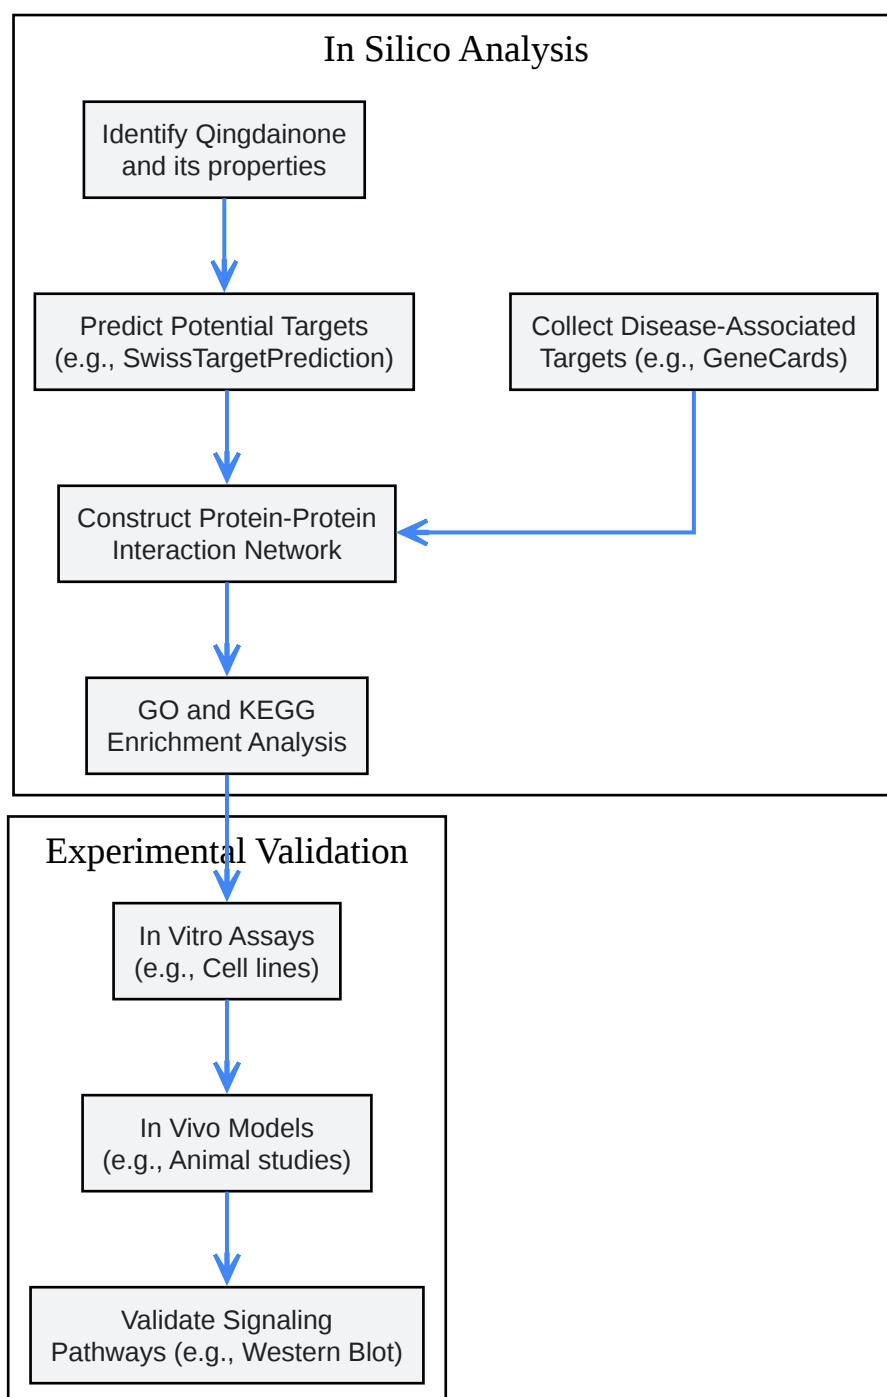 In Silico Analysis
Identify Qingdainone
and its properties
Predict Potential Targets
(e.g., SwissTargetPrediction)
Collect Disease-Associated
Targets (e.g., GeneCards)
Construct Protein-Protein
Interaction Network
GO and KEGG
Enrichment Analysis
Experimental Validation
In Vitro Assays
(e.g., Cell lines)
In Vivo Models
(e.g., Animal studies)
Validate Signaling
Pathways (e.g., Western Blot)